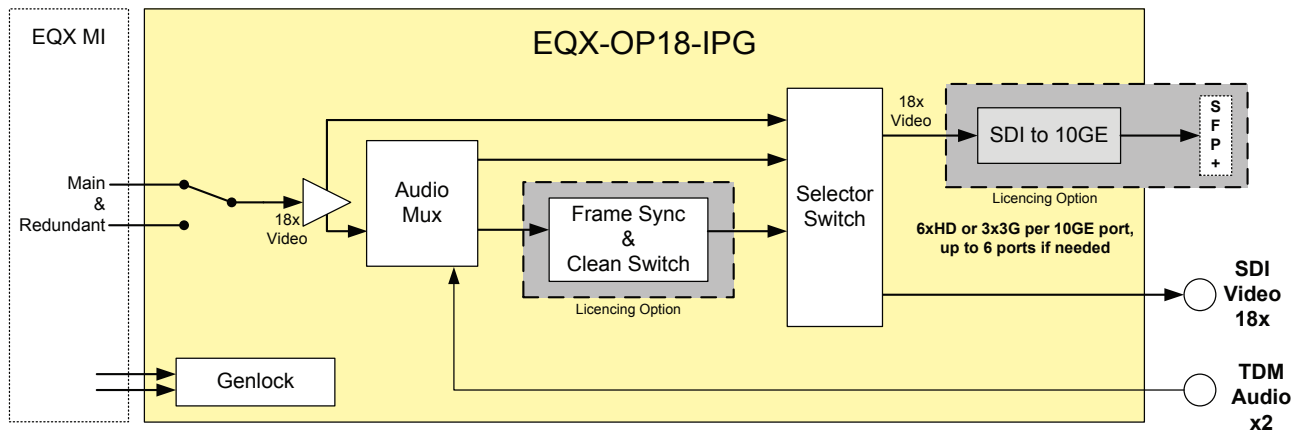 EQX MI
EQX-OP18-IPG
Main
&
Redundant
18x
Video
Audio
Mux
Frame Sync
&
Clean Switch
Licencing Option
Selector
Switch
18x
Video
SDI to 10GE
S
F
P
+
Licencing Option
6xHD or 3x3G per 10GE port,
up to 6 ports if needed
SDI
Video
18x
Genlock
TDM
Audio
x2